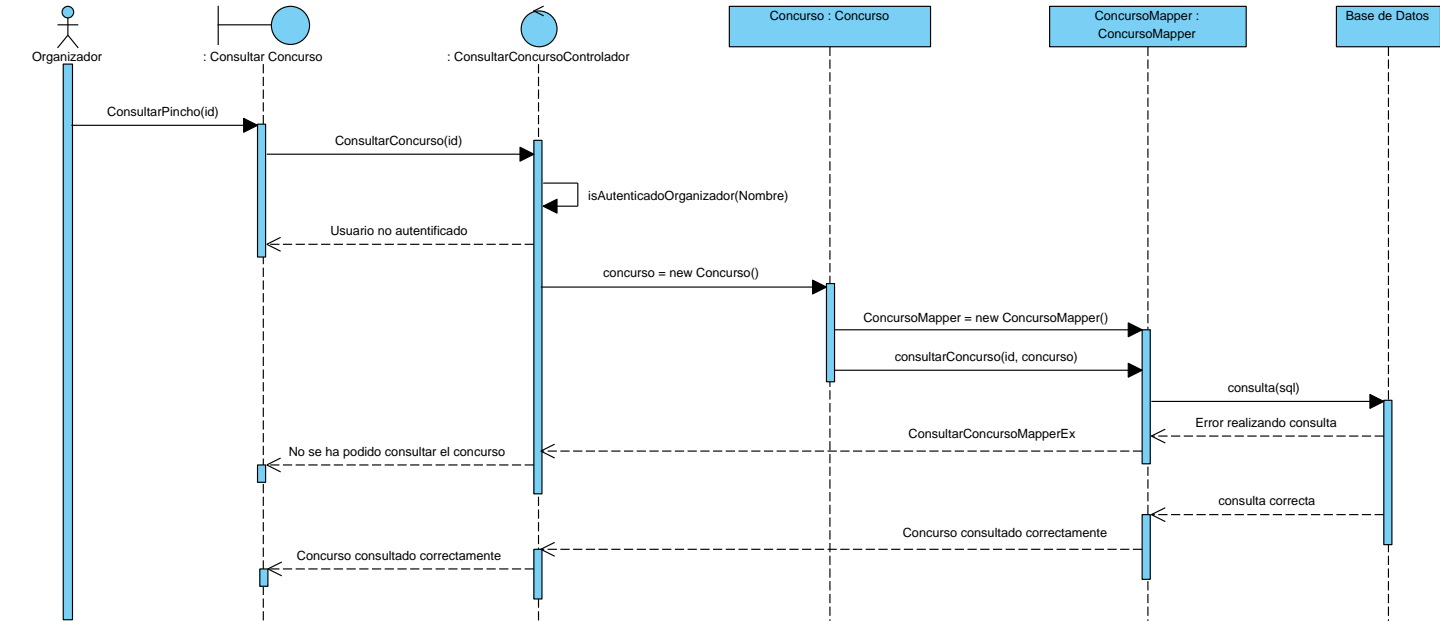 Concurso : Concurso
ConcursoMapper :
ConcursoMapper
Base de Datos
Organizador
: Consultar Concurso
: ConsultarConcursoControlador
ConsultarPincho(id)
ConsultarConcurso(id)
isAutenticadoOrganizador(Nombre)
Usuario no autentificado
concurso = new Concurso()
ConcursoMapper = new ConcursoMapper()
consultarConcurso(id, concurso)
consulta(sql)
Error realizando consulta
ConsultarConcursoMapperEx
No se ha podido consultar el concurso
consulta correcta
Concurso consultado correctamente
Concurso consultado correctamente